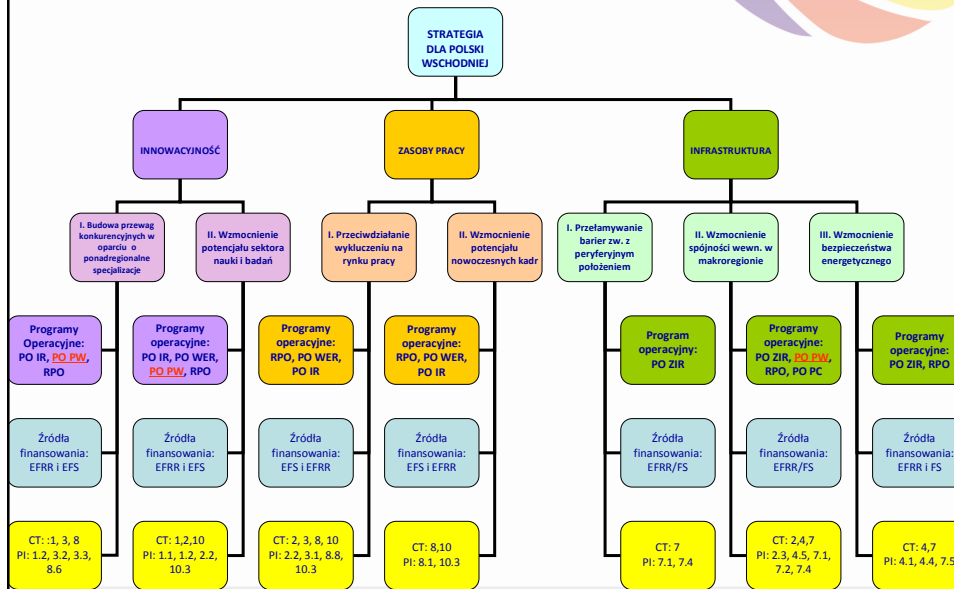 STRATEGIA
DLA POLSKI
WSCHODNIEJ
INNOWACYJNOŚĆ
ZASOBY PRACY
INFRASTRUKTURA
I. Budowa przewag
konkurencyjnych w
oparciu o
ponadregionalne
specjalizacje
II. Wzmocnienie
potencjału sektora
nauki i badań
I. Przeciwdziałanie
wykluczeniu na
rynku pracy
II. Wzmocnienie
potencjału
nowoczesnych kadr
I. Przełamywanie
barier zw. z
peryferyjnym
położeniem
II. Wzmocnienie
spójności wewn. w
makroregionie
III. Wzmocnienie
bezpieczeństwa
energetycznego
Programy
Operacyjne:
PO IR, PO PW,
RPO
Programy
operacyjne:
PO IR, PO WER,
PO PW, RPO
Programy
operacyjne:
RPO, PO WER,
PO IR
Programy
operacyjne:
RPO, PO WER,
PO IR
Program
operacyjny:
PO ZIR
Programy
operacyjne:
PO ZIR, PO PW,
RPO, PO PC
Programy
operacyjne:
PO ZIR, RPO
Źródła
finansowania:
EFRR i EFS
Źródła
finansowania:
EFRR i EFS
Źródła
finansowania:
EFS i EFRR
Źródła
finansowania:
EFS i EFRR
Źródła
finansowania:
EFRR/FS
Źródła
finansowania:
EFRR/FS
Źródła
finansowania:
EFRR i FS
CT: :1, 3, 8
PI: 1.2, 3.2, 3.3,
8.6
CT: 1,2,10
PI: 1.1, 1.2, 2.2,
10.3
CT: 2, 3, 8, 10
PI: 2.2, 3.1, 8.8,
10.3
CT: 8,10
PI: 8.1, 10.3
CT: 7
PI: 7.1, 7.4
CT: 2,4,7
PI: 2.3, 4.5, 7.1,
7.2, 7.4
CT: 4,7
PI: 4.1, 4.4, 7.5